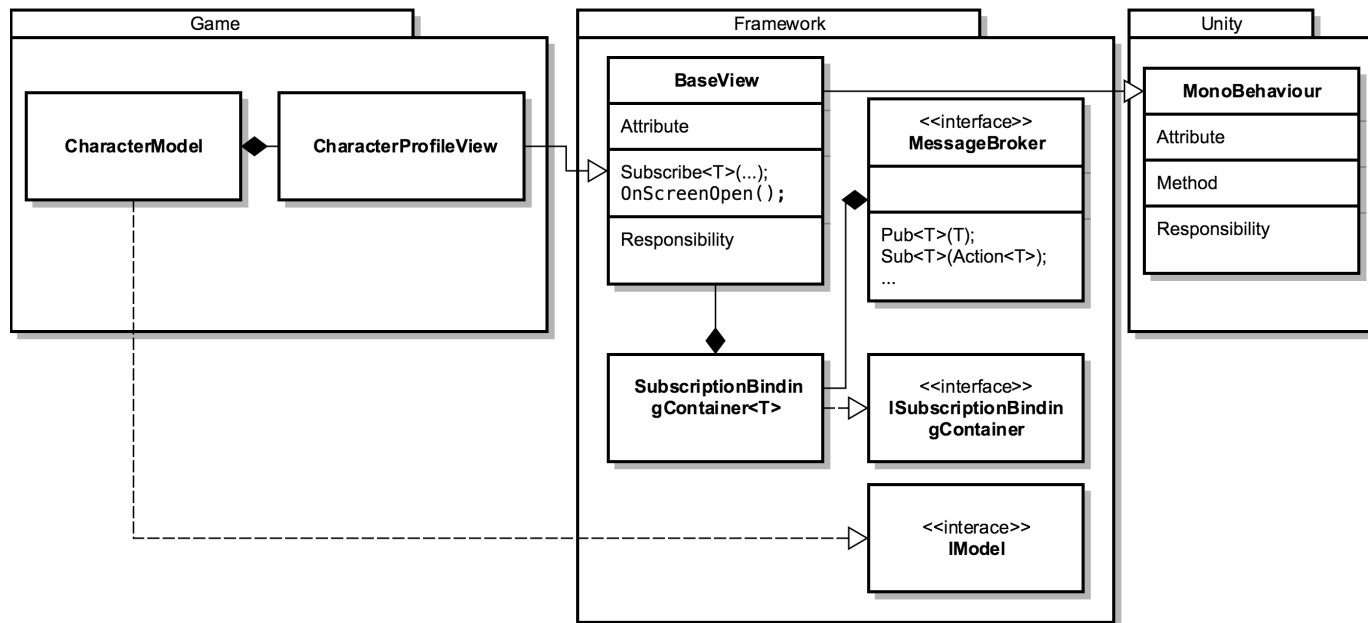 Game
Framework
Unity
CharacterModel
CharacterProfileView
BaseView
Attribute
Subscribe<T>(...);
OnScreenOpen();
Responsibility
<<interface>>
MessageBroker
Pub<T>(T);
Sub<T>(Action<T>);
...
MonoBehaviour
Attribute
Method
Responsibility
SubscriptionBindin
gContainer<T>
<<interface>>
ISubscriptionBindin
gContainer
<<interace>>
IModel